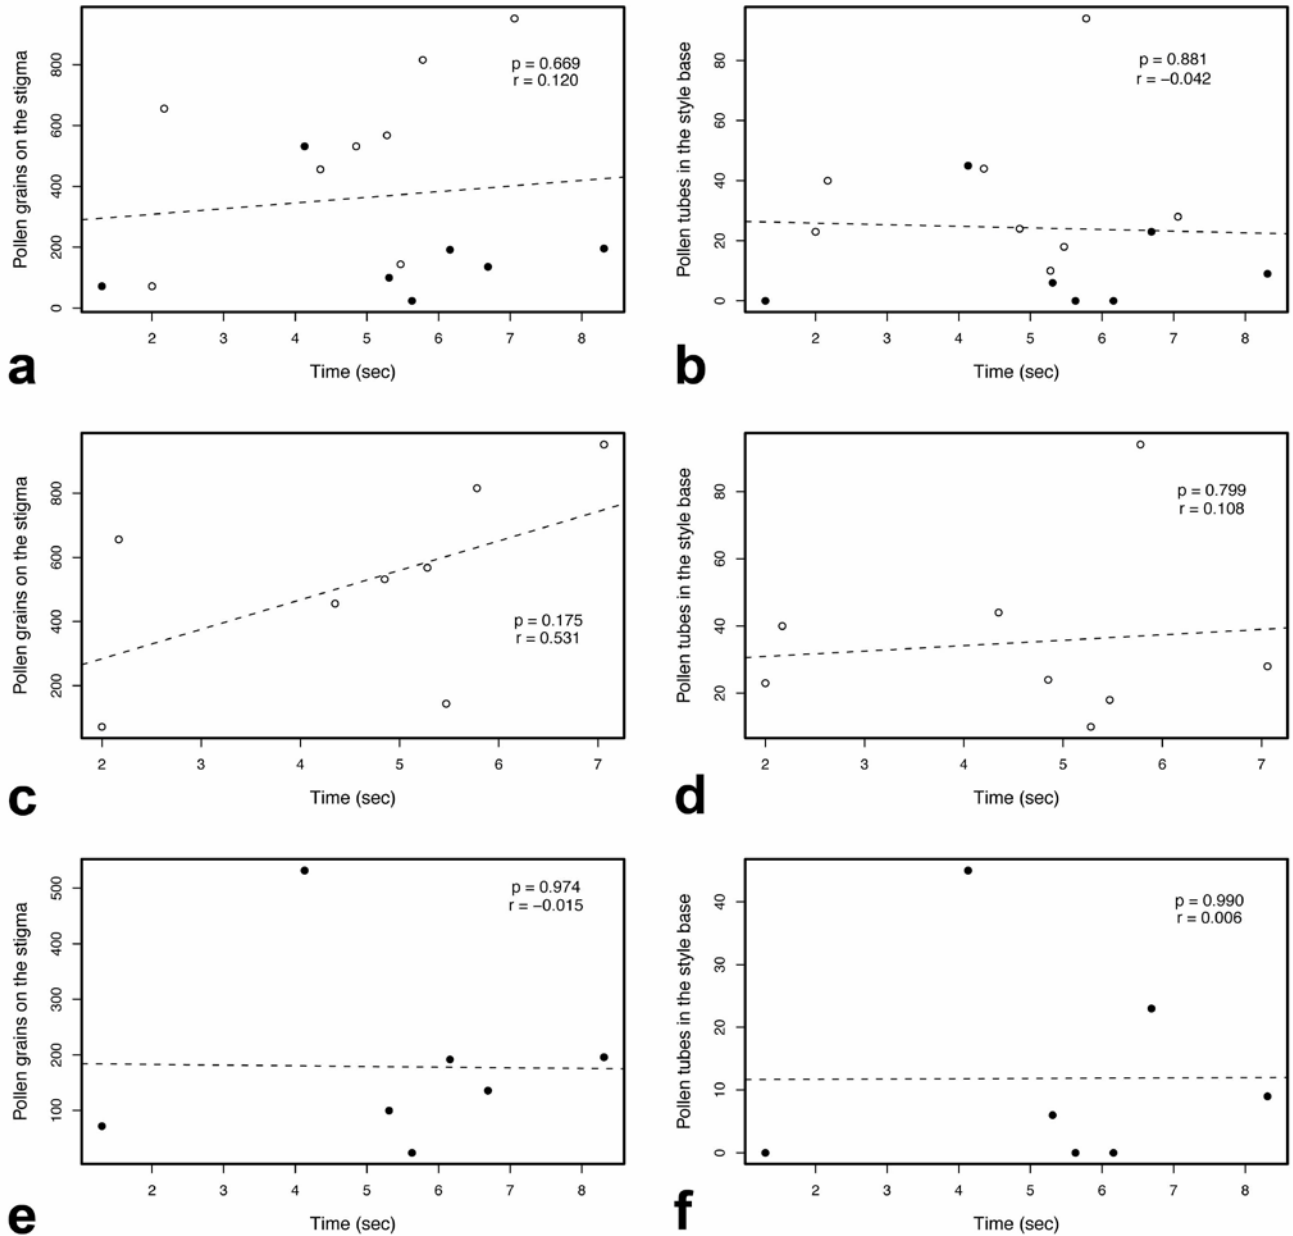 Pollen grains on the stigma
800
600
400
200
0
p = 0.669
r = 0.120
2 3 4 5 6 7 8
Time (sec)
a
Pollen tubes in the style base
80
60
40
20
0
p = 0.881
r = −0.042
2 3 4 5 6 7 8
Time (sec)
b
Pollen grains on the stigma
800
600
400
200
p = 0.175
r = 0.531
2 3 4 5 6 7
Time (sec)
c
Pollen tubes in the style base
80
60
40
20
p = 0.799
r = 0.108
2 3 4 5 6 7
Time (sec)
d
Pollen grains on the stigma
500
400
300
200
100
p = 0.974
r = −0.015
2 3 4 5 6 7 8
Time (sec)
e
Pollen tubes in the style base
40
30
20
10
0
p = 0.990
r = 0.006
2 3 4 5 6 7 8
Time (sec)
f